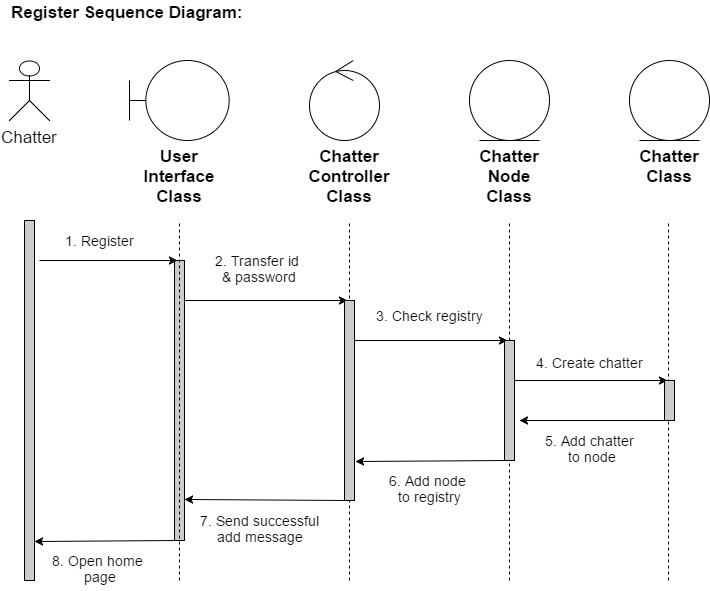 Register Sequence Diagram:
Chatter
User
Interface
Class
Chatter
Controller
Class
Chatter
Node
Class
Chatter
Class
1. Register
2. Transfer id
& password
3. Check registry
4. Create chatter
5. Add chatter
to node
6. Add node
to registry
7. Send successful
add message
8. Open home
page